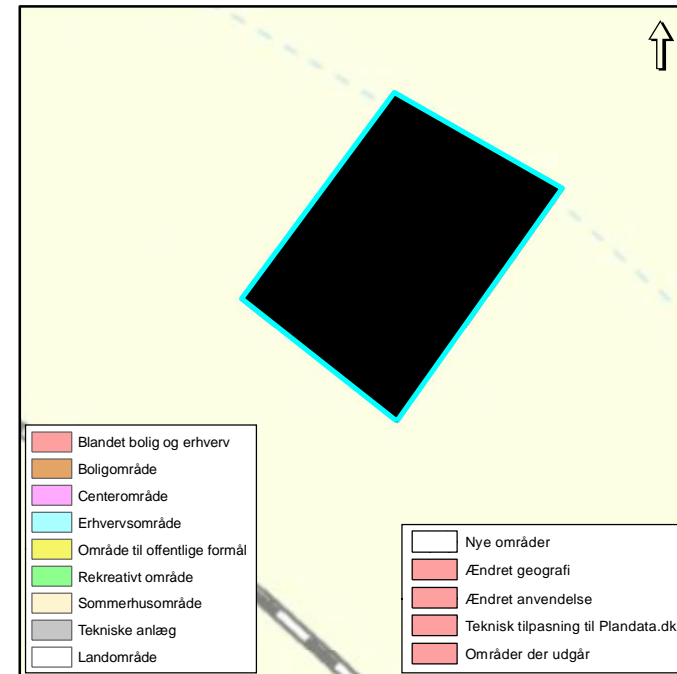 Blandet bolig og erhverv
Boligområde
Centerområde
Erhvervsområde
Område til offentlige formål
Rekreativt område
Sommerhusområde
Tekniske anlæg
Landområde
Nye områder
Ændret geografi
Ændret anvendelse
Teknisk tilpasning til Plandata.dk
Områder der udgår